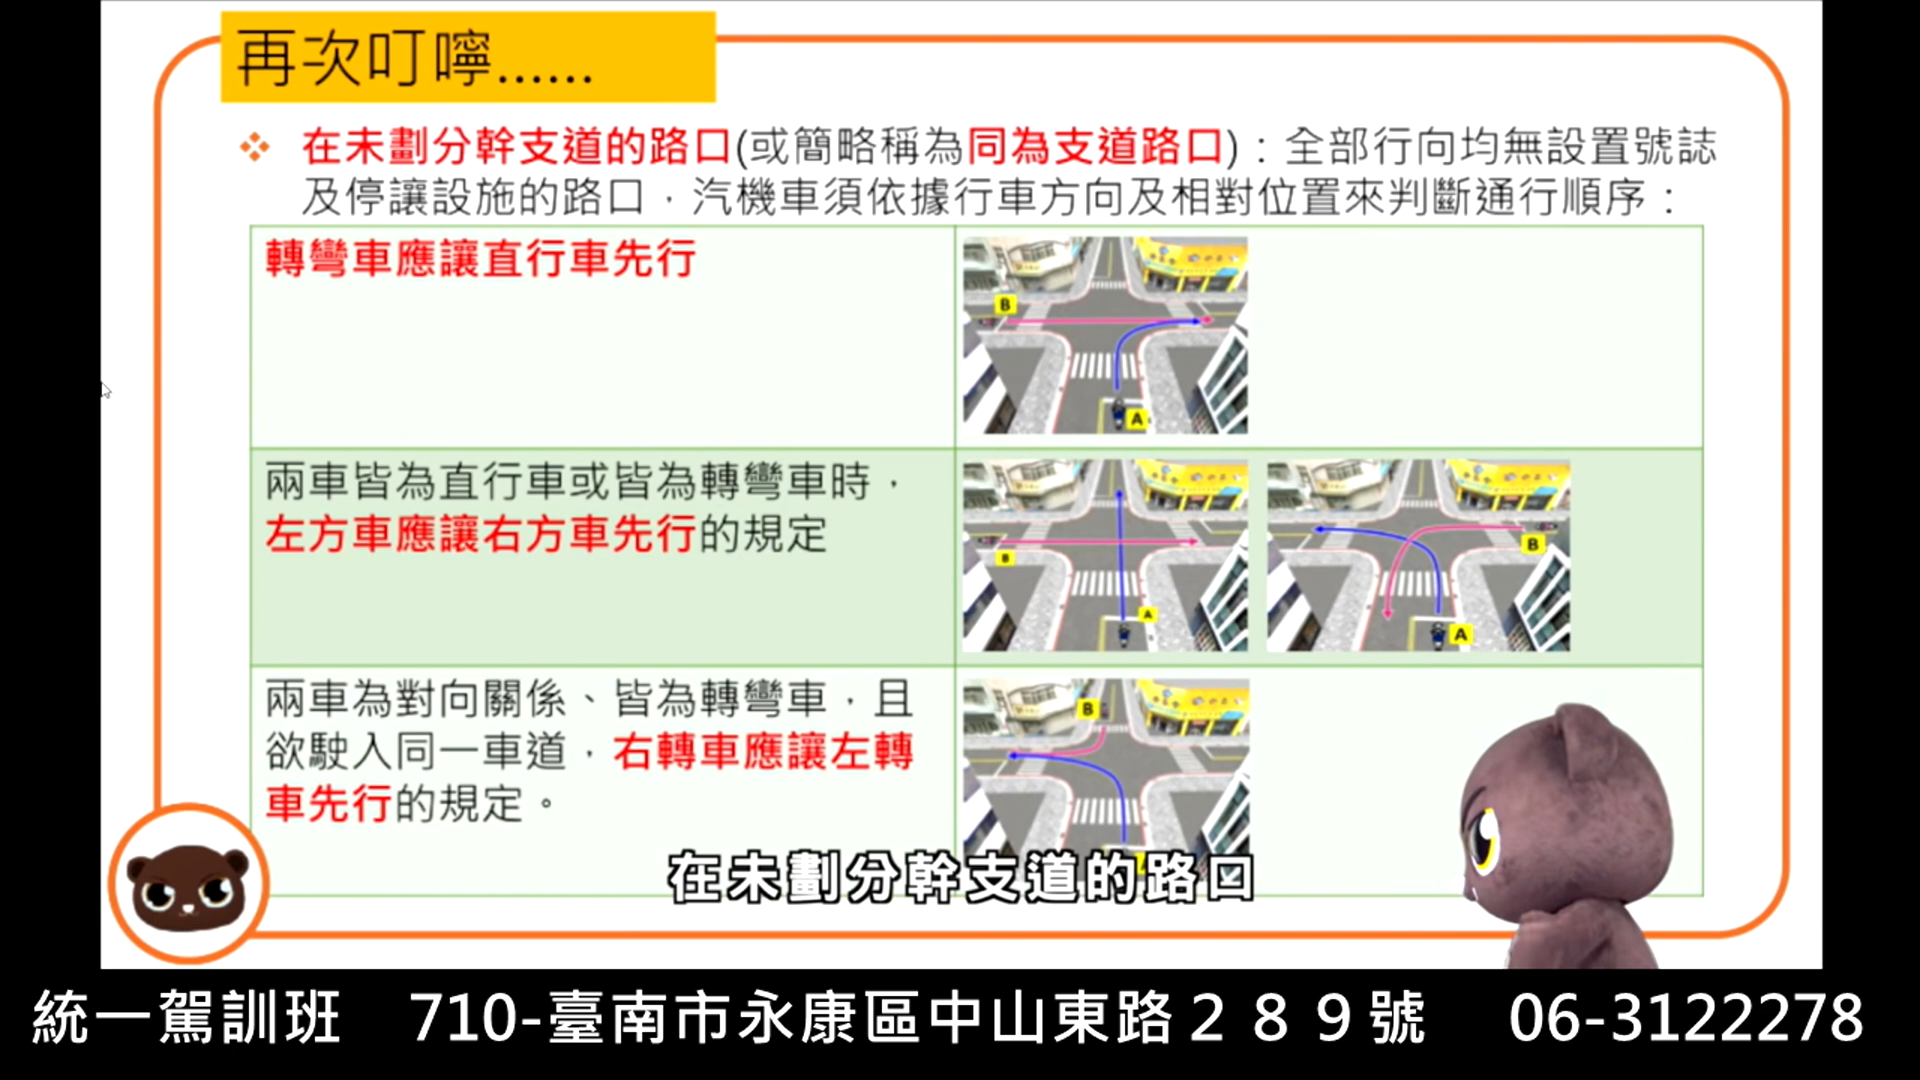 再次叮嚀......
在未劃分幹支道的路口(或簡略稱為同為支道路口)：全部行向均無設置號誌
及停讓設施的路口，汽機車須依據行車方向及相對位置來判斷通行順序：
轉彎車應讓直行車先行
B
A
兩車皆為直行車或皆為轉彎車時，
左方車應讓右方車先行的規定
B
A
B
A
兩車為對向關係、皆為轉彎車，且
欲駛入同一車道，右轉車應讓左轉
車先行的規定。
B
在未劃分幹支道的路口
統一駕訓班 710-臺南市永康區中山東路２８９號 06-3122278